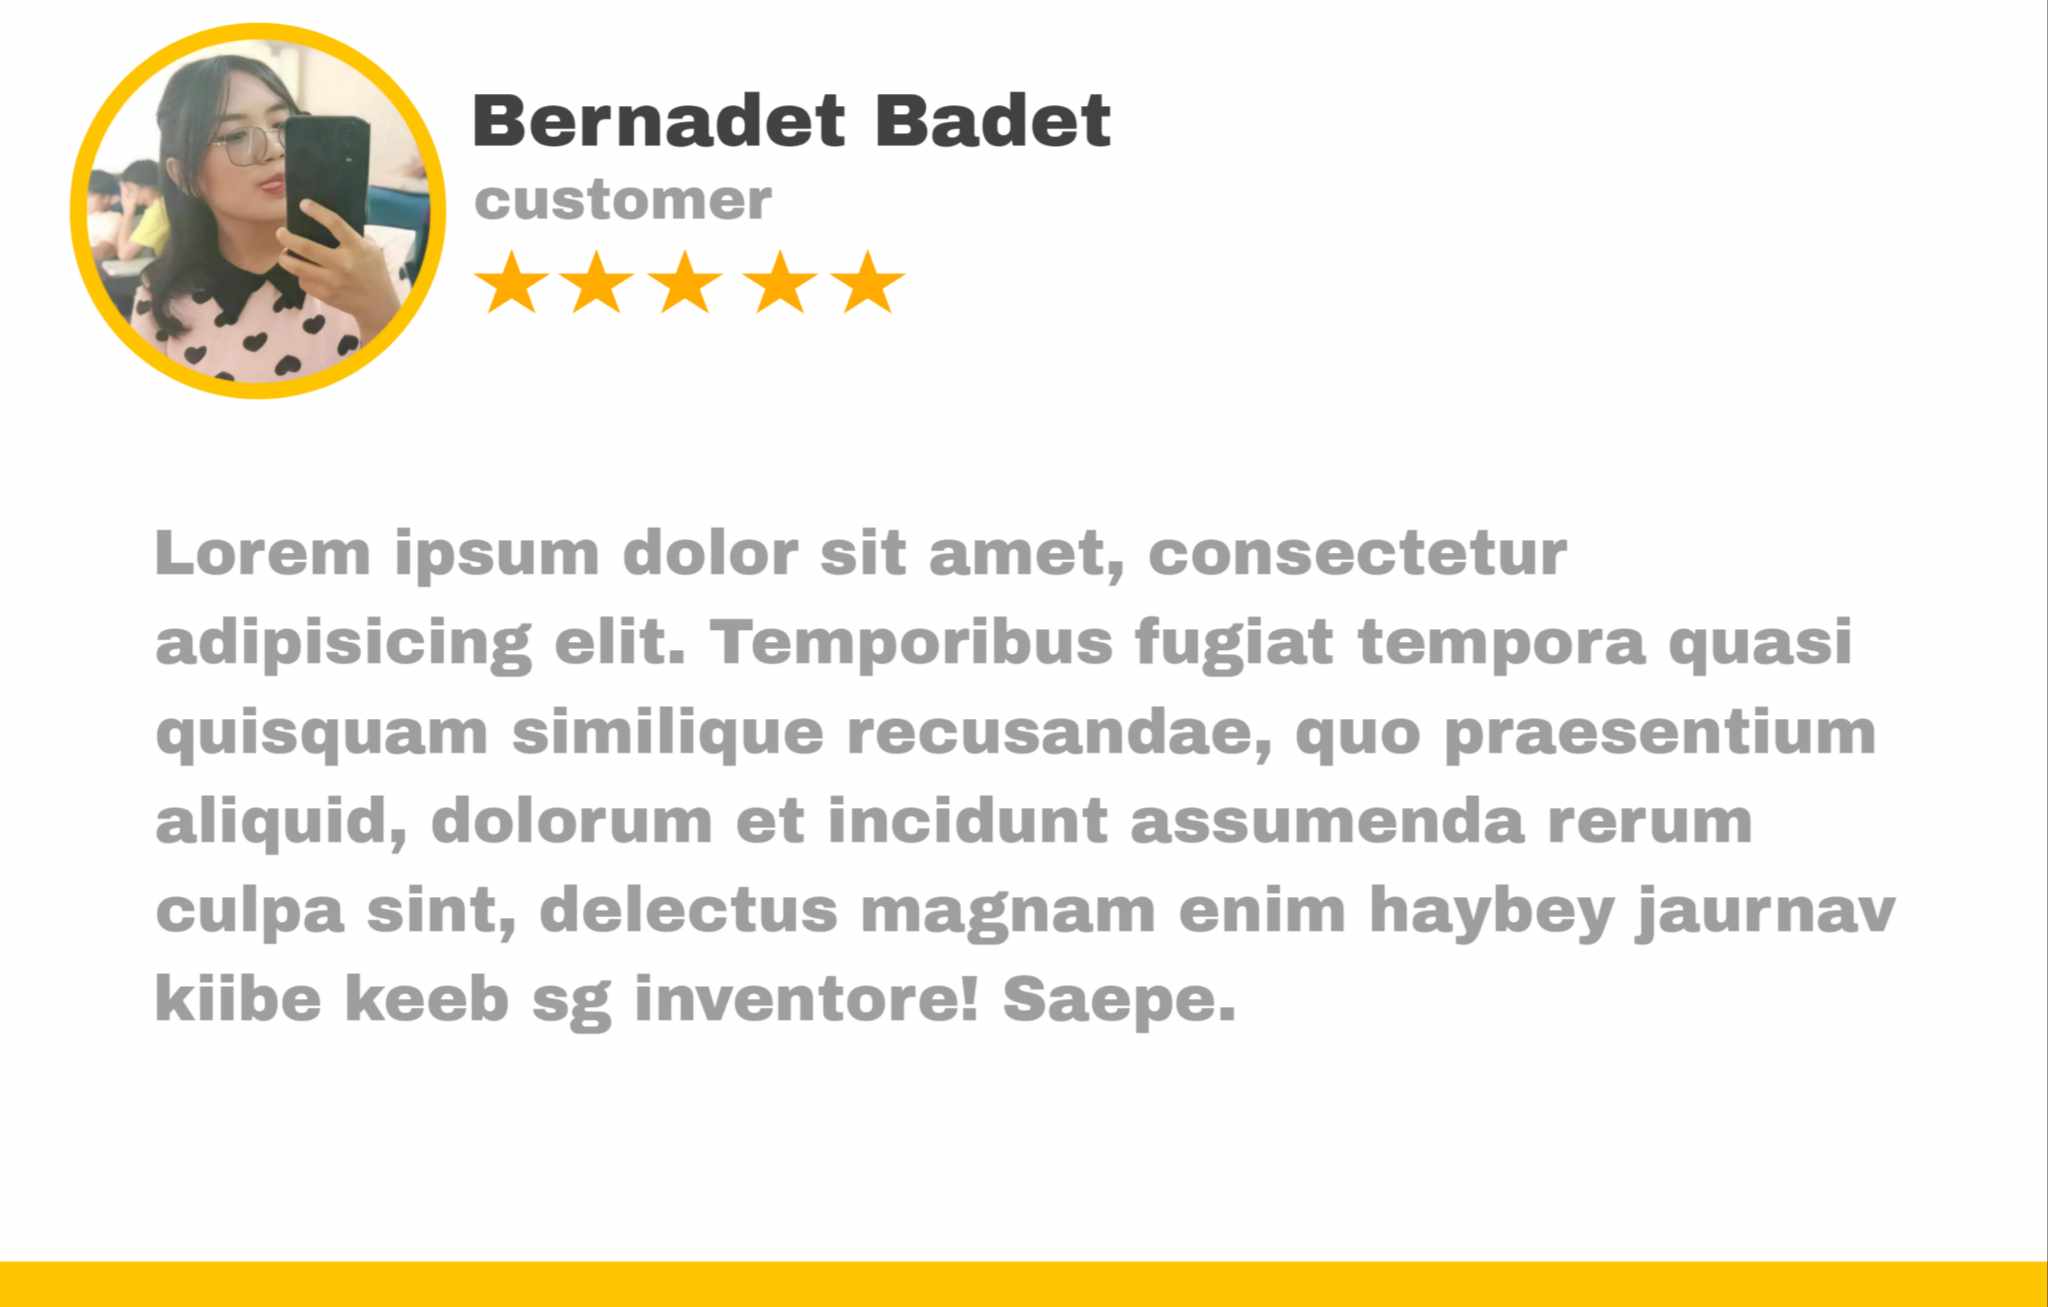 Bernadet Badet
customer
Lorem ipsum dolor sit amet, consectetur
adipisicing elit. Temporibus fugiat tempora quasi
quisquam similique recusandae, quo praesentium
aliquid, dolorum et incidunt assumenda rerum
culpa sint, delectus magnam enim haybey jaurnav
kiibe keeb sg inventore! Saepe.